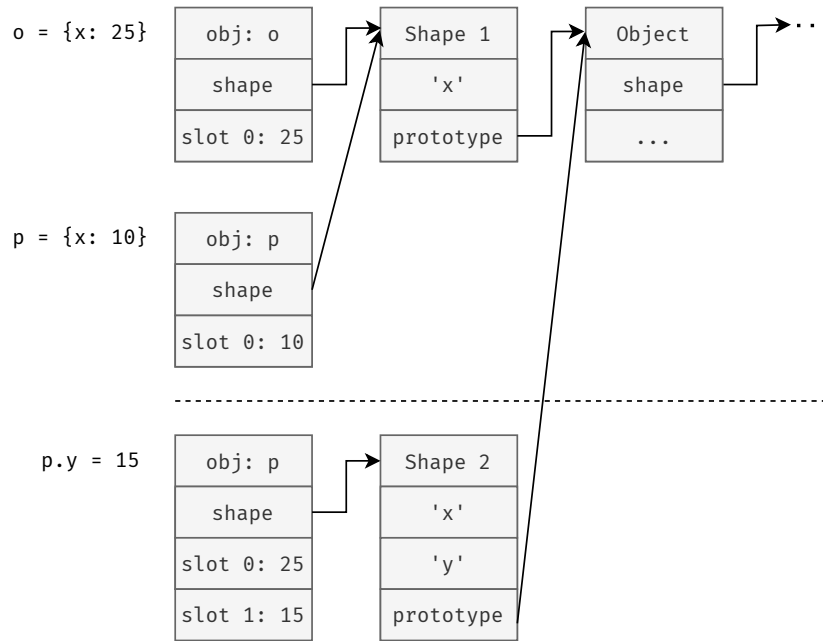 o = {x: 25}
obj: o
shape
slot 0: 25
Shape 1
'x'
prototype
Object
shape
...
..
p = {x: 10}
obj: p
shape
slot 0: 10
p.y = 15
obj: p
shape
slot 0: 25
slot 1: 15
Shape 2
'x'
'y'
prototype